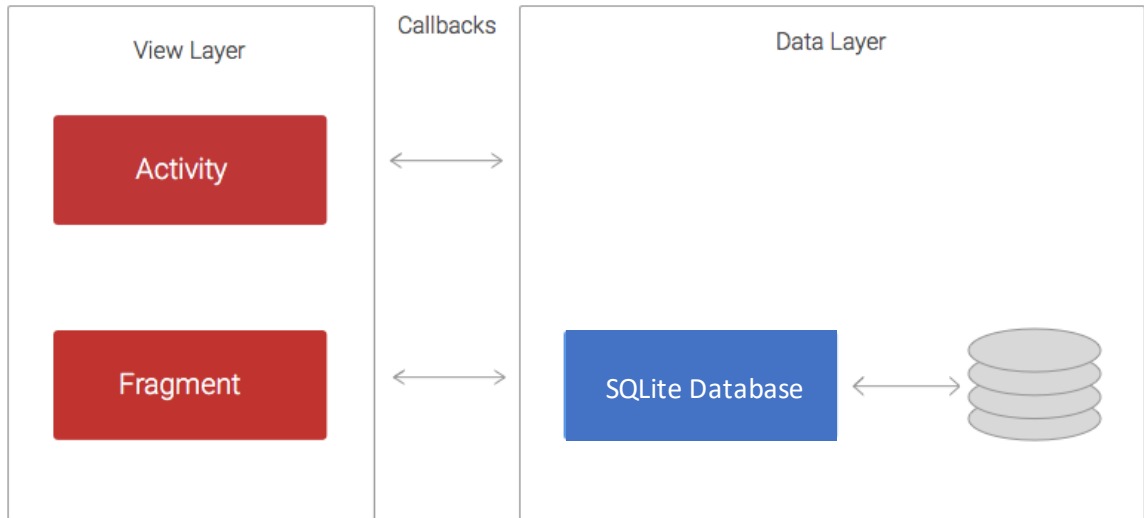 View Layer
Callbacks
Data Layer
Activity
Fragment
SQLite Database